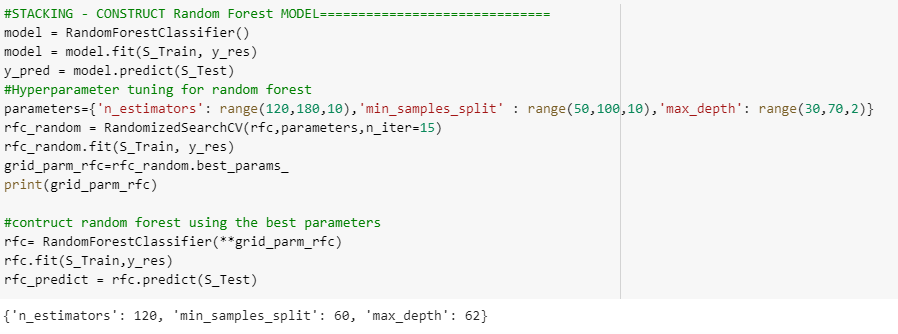 #STACKING - CONSTRUCT Random Forest MODEL==============================
model = RandomForestClassifier()
model = model.fit(S_Train, y_res)
y_pred = model.predict(S_Test)
#Hyperparameter tuning for random forest
parameters={'n_estimators': range(120,180,10),'min_samples_split' : range(50,100,10),'max_depth': range(30,70,2)}
rfc_random = RandomizedSearchCV(rfc,parameters,n_iter=15)
rfc_random.fit(S_Train, y_res)
grid_parm_rfc=rfc_random.best_params_
print(grid_parm_rfc)
#contruct random forest using the best parameters
rfc= RandomForestClassifier(**grid_parm_rfc)
rfc.fit(S_Train,y_res)
rfc_predict = rfc.predict(S_Test)
{'n_estimators': 120, 'min_samples_split': 60, 'max_depth': 62}